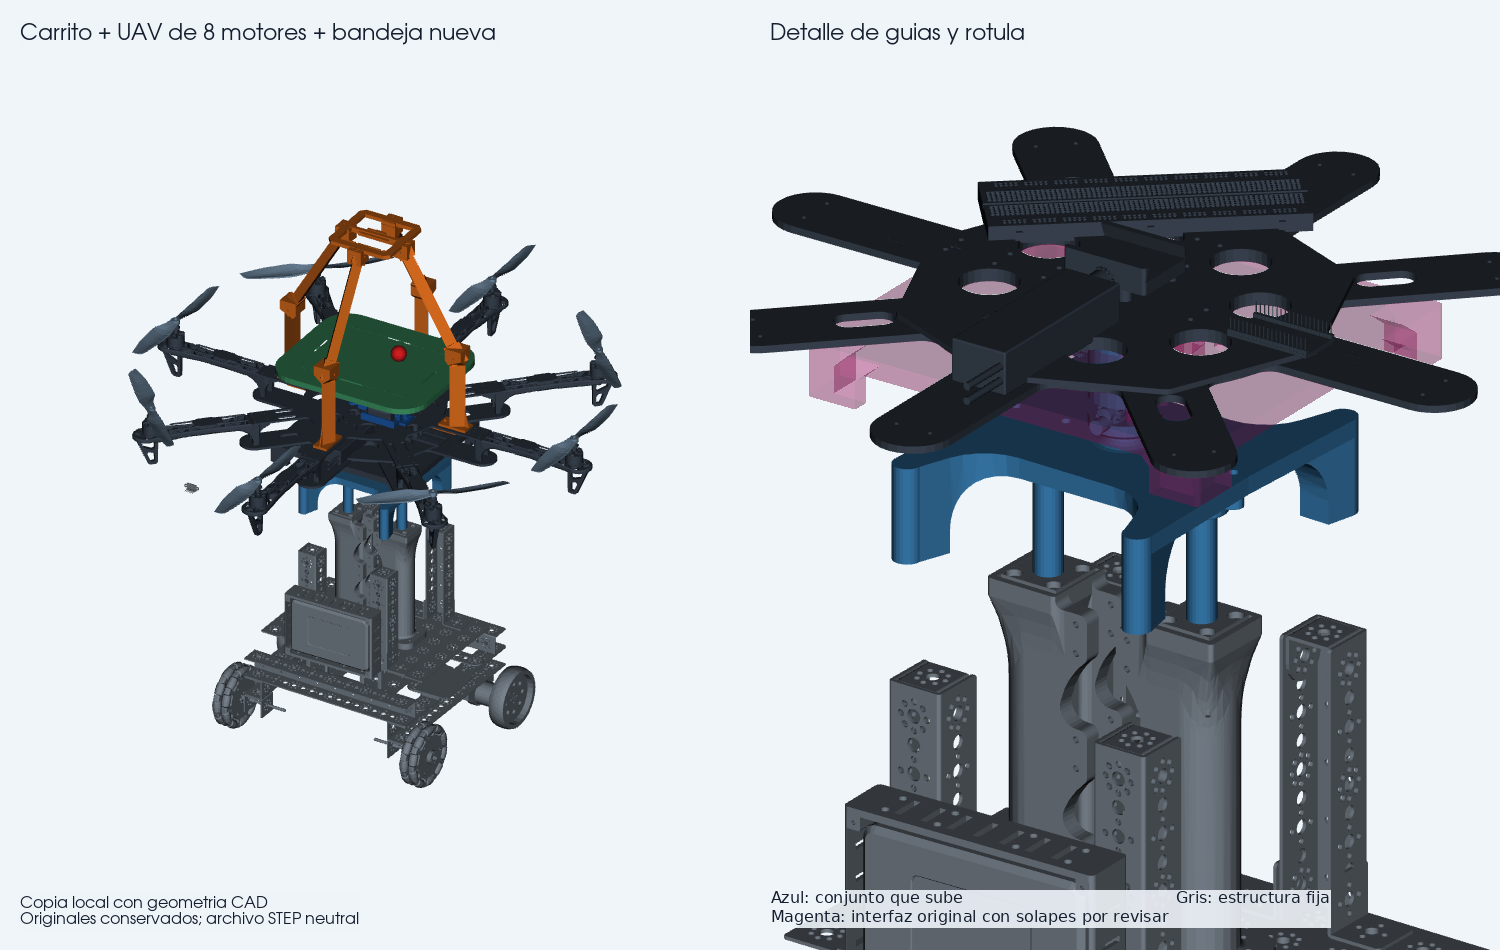 Carrito + UAV de 8 motores + bandeja nueva
Detalle de guias y rotula
Copia local con geometria CAD
Originales conservados; archivo STEP neutral
Azul: conjunto que sube
Gris: estructura fija
Magenta: interfaz original con solapes por revisar